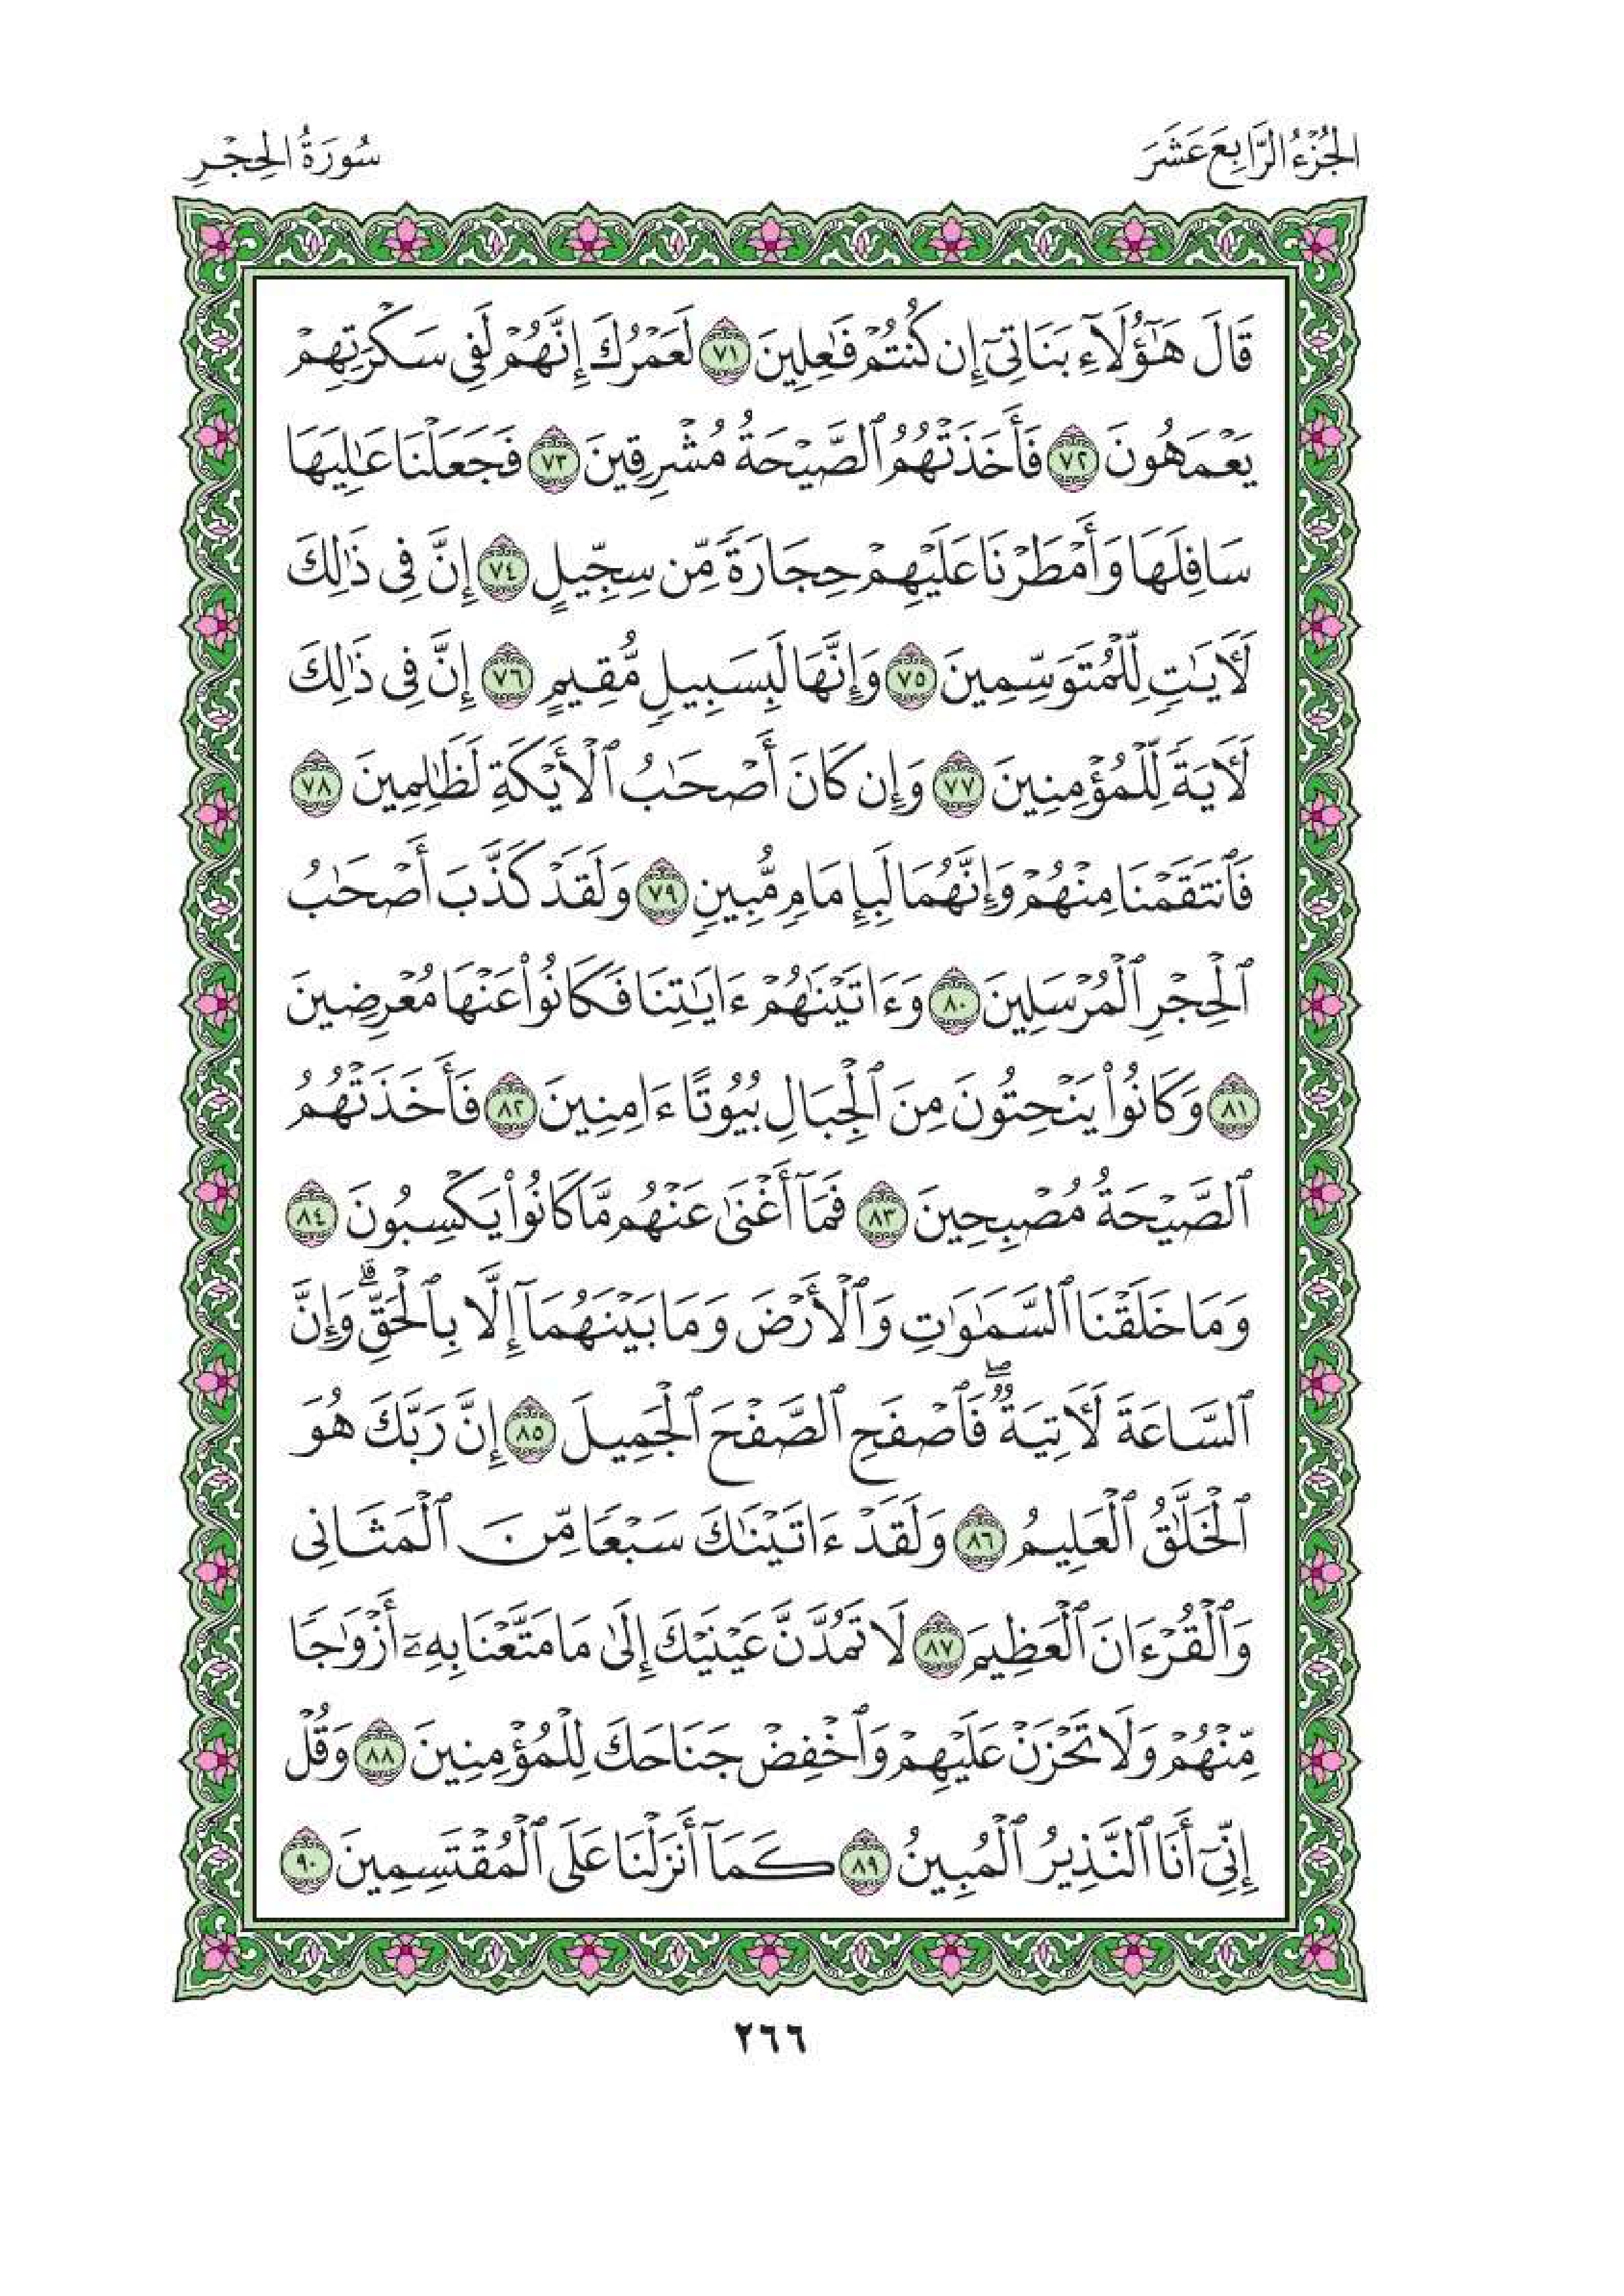 الجُزْءُ الرَّابِعَ عَشَرَ
سُورَةُ الحِجْرِ
قَالَ هَٰٓؤُلَآءِ بَنَاتِىٓ إِن كُنتُمْ فَٰعِلِينَ ٧١ لَعَمْرُكَ إِنَّهُمْ لَفِى سَكْرَتِهِمْ
يَعْمَهُونَ ٧٢ فَأَخَذَتْهُمُ ٱلصَّيْحَةُ مُشْرِقِينَ ٧٣ فَجَعَلْنَا عَٰلِيَهَا
سَافِلَهَا وَأَمْطَرْنَا عَلَيْهِمْ حِجَارَةً مِّن سِجِّيلٍ ٧٤ إِنَّ فِى ذَٰلِكَ
لَءَايَٰتٍ لِّلْمُتَوَسِّمِينَ ٧٥ وَإِنَّهَا لَبِسَبِيلٍ مُّقِيمٍ ٧٦ إِنَّ فِى ذَٰلِكَ
لَءَايَةً لِّلْمُؤْمِنِينَ ٧٧ وَإِن كَانَ أَصْحَٰبُ ٱلْأَيْكَةِ لَظَٰلِمِينَ ٧٨
فَٱنتَقَمْنَا مِنْهُمْ وَإِنَّهُمَا لَبِإِمَامٍ مُّبِينٍ ٧٩ وَلَقَدْ كَذَّبَ أَصْحَٰبُ
ٱلْحِجْرِ ٱلْمُرْسَلِينَ ٨٠ وَءَاتَيْنَٰهُمْ ءَايَٰتِنَا فَكَانُوا۟ عَنْهَا مُعْرِضِينَ
٨١ وَكَانُوا۟ يَنْحِتُونَ مِنَ ٱلْجِبَالِ بُيُوتًا ءَامِنِينَ ٨٢ فَأَخَذَتْهُمُ
ٱلصَّيْحَةُ مُصْبِحِينَ ٨٣ فَمَآ أَغْنَىٰ عَنْهُم مَّا كَانُوا۟ يَكْسِبُونَ ٨٤
وَمَا خَلَقْنَا ٱلسَّمَٰوَٰتِ وَٱلْأَرْضَ وَمَا بَيْنَهُمَآ إِلَّا بِٱلْحَقِّ ۗ وَإِنَّ
ٱلسَّاعَةَ لَءَاتِيَةٌ ۖ فَٱصْفَحِ ٱلصَّفْحَ ٱلْجَمِيلَ ٨٥ إِنَّ رَبَّكَ هُوَ
ٱلْخَلَّٰقُ ٱلْعَلِيمُ ٨٦ وَلَقَدْ ءَاتَيْنَٰكَ سَبْعًا مِّنَ ٱلْمَثَانِى
وَٱلْقُرْءَانَ ٱلْعَظِيمَ ٨٧ لَا تَمُدَّنَّ عَيْنَيْكَ إِلَىٰ مَا مَتَّعْنَا بِهِۦٓ أَزْوَٰجًا
مِّنْهُمْ وَلَا تَحْزَنْ عَلَيْهِمْ وَٱخْفِضْ جَنَاحَكَ لِلْمُؤْمِنِينَ ٨٨ وَقُلْ
إِنِّىٓ أَنَا ٱلنَّذِيرُ ٱلْمُبِينُ ٨٩ كَمَآ أَنزَلْنَا عَلَى ٱلْمُقْتَسِمِينَ ٩٠
٢٦٦